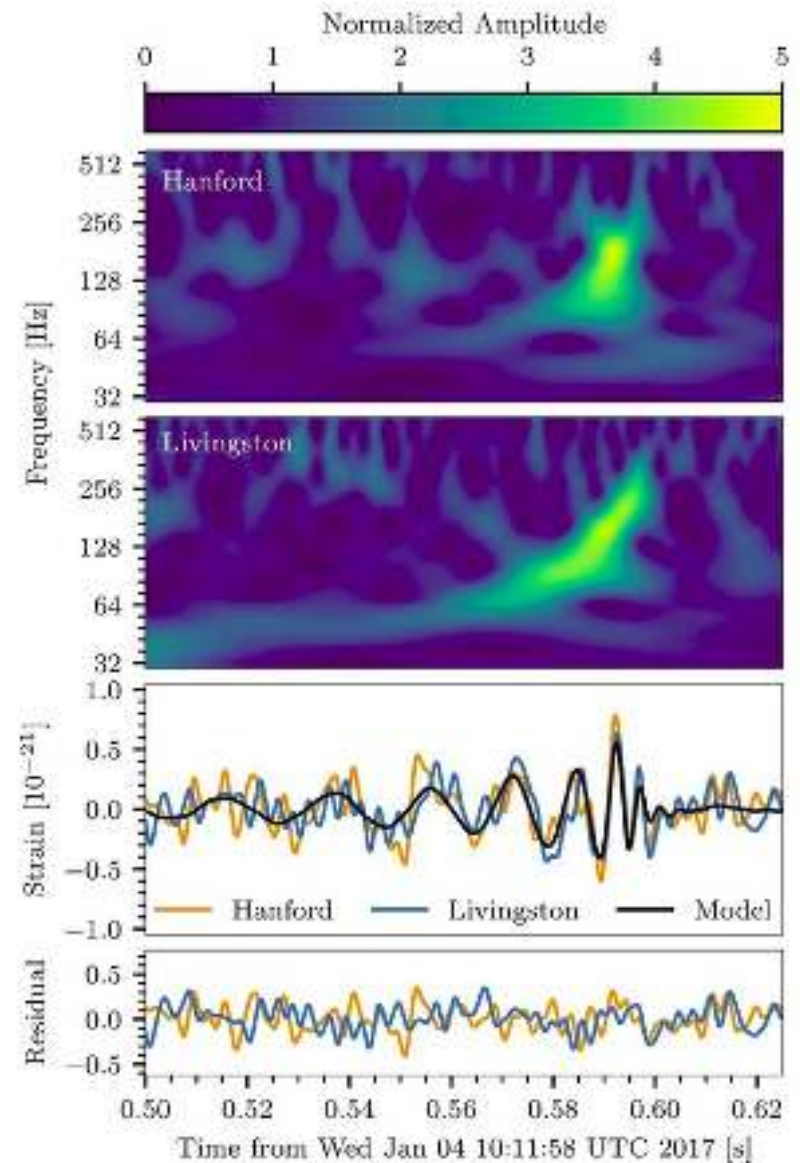 Normalized Amplitude
0 1 2 3 4 5
Frequency [Hz]
Hanford
512
256
128
64
32
Livingston
512
256
128
64
32
Strain [10−21]
1.0
0.5
0.0
−0.5
−1.0
Hanford Livingston Model
Residual
0.5
0.0
−0.5
0.50 0.52 0.54 0.56 0.58 0.60 0.62
Time from Wed Jan 04 10:11:58 UTC 2017 [s]